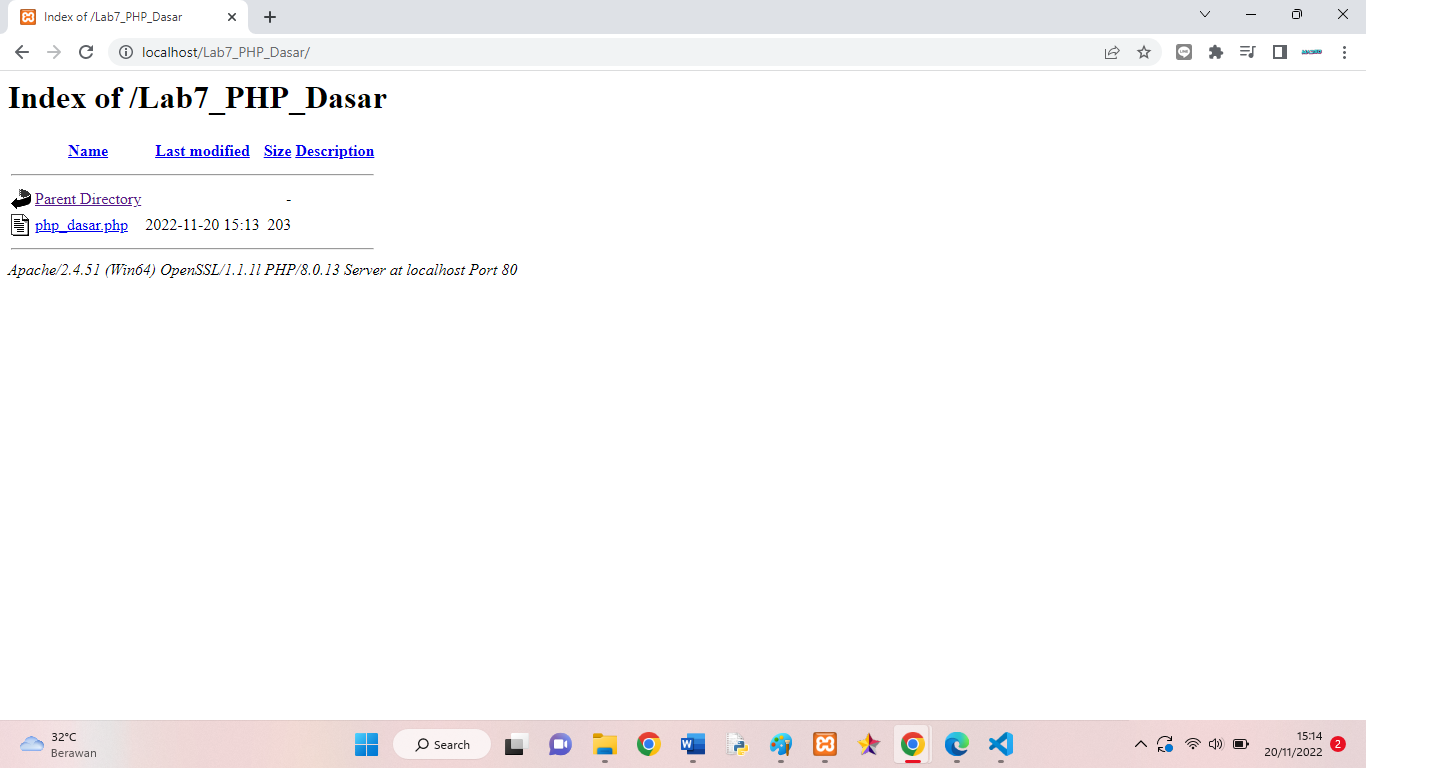 Index of /Lab7_PHP_Dasar
localhost/Lab7_PHP_Dasar/
Index of /Lab7_PHP_Dasar
Name Last modified Size Description
Parent Directory -
php_dasar.php 2022-11-20 15:13 203
Apache/2.4.51 (Win64) OpenSSL/1.1.1l PHP/8.0.13 Server at localhost Port 80
32°C
Berawan
Search
15:14
20/11/2022
2